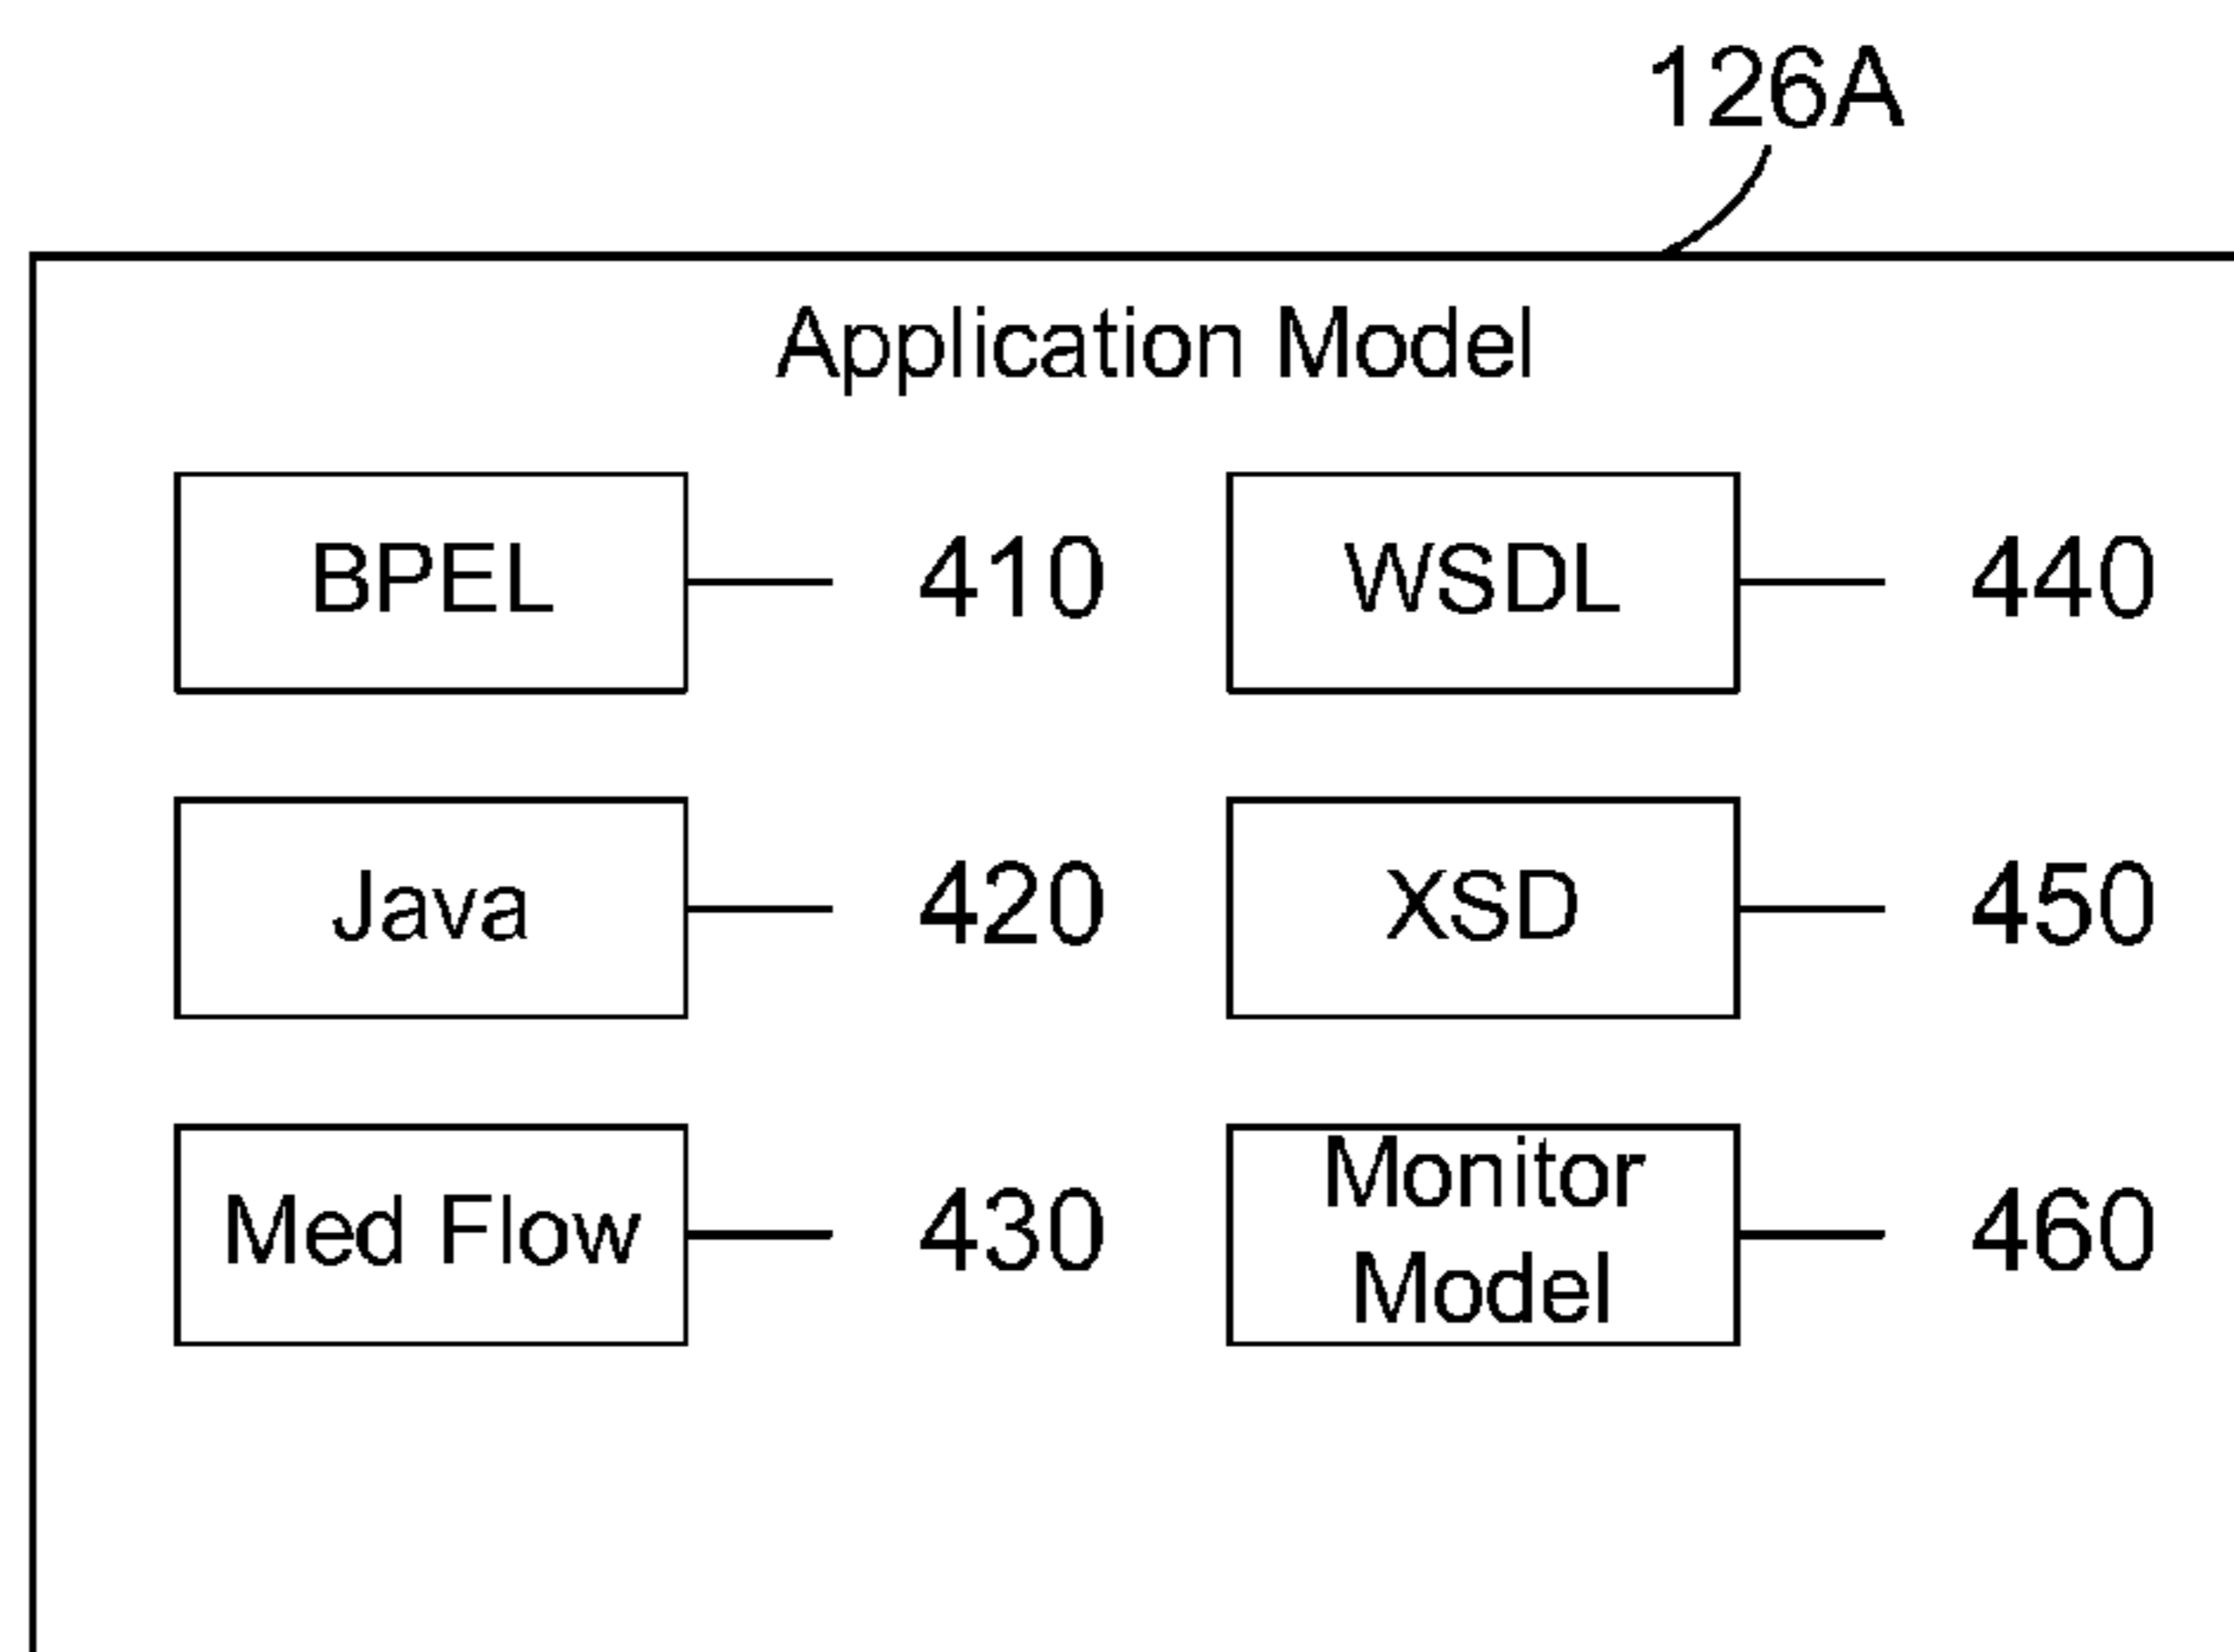 126A
Application Model
BPEL
410
WSDL
440
Java
420
XSD
450
Med Flow
430
Monitor
Model
460